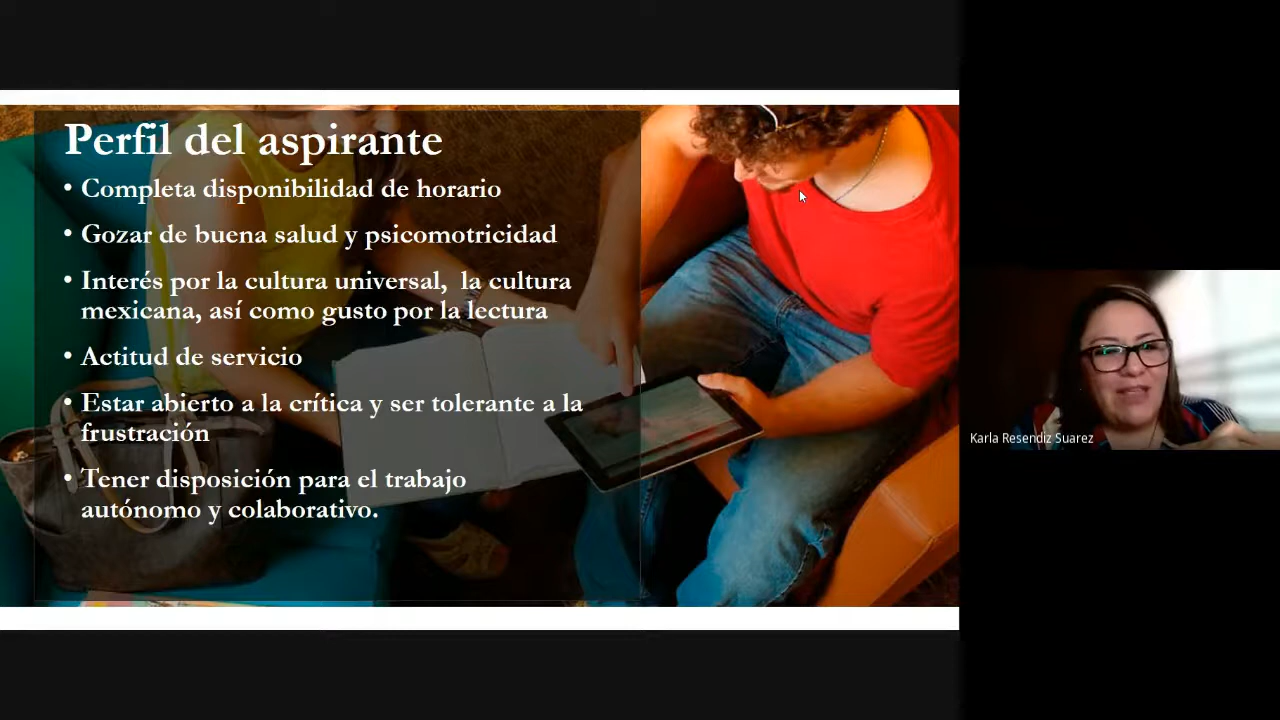 Perfil del aspirante
• Completa disponibilidad de horario
• Gozar de buena salud y psicomotricidad
• Interés por la cultura universal,  la cultura
mexicana, así como gusto por la lectura
• Actitud de servicio
• Estar abierto a la crítica y ser tolerante a la
frustración
• Tener disposición para el trabajo
autónomo y colaborativo.
Karla Resendiz Suarez